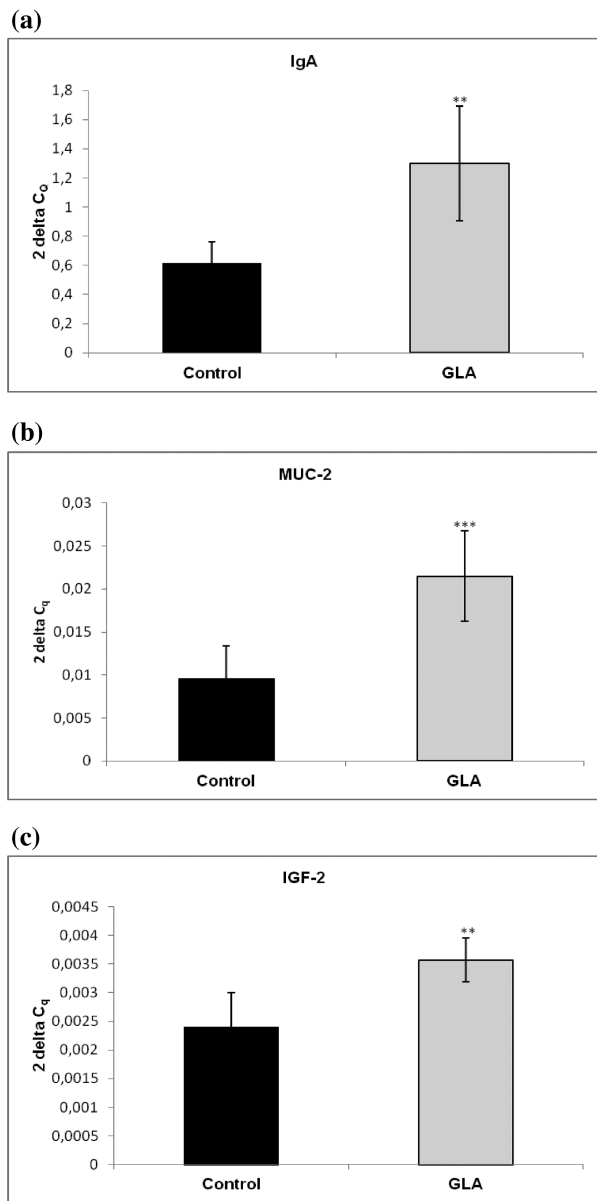 (a)
IgA
**
2 delta CQ
1,8
1,6
1,4
1,2
1
0,8
0,6
0,4
0,2
0
Control GLA
(b)
MUC-2
***
2 delta Cq
0,03
0,025
0,02
0,015
0,01
0,005
0
Control GLA
(c)
IGF-2
**
2 delta Cq
0,0045
0,004
0,0035
0,003
0,0025
0,002
0,0015
0,001
0,0005
0
Control GLA